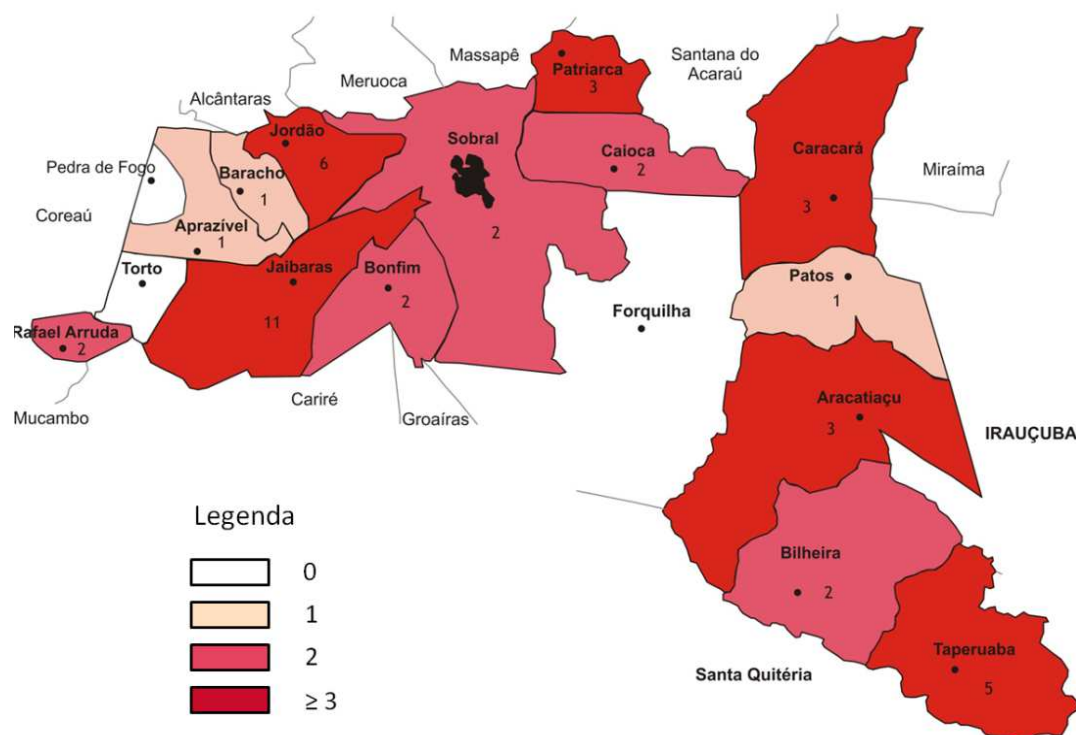 Massapê
Santana do
Acaraú
Patriarca
3
Meruoca
Alcântaras
Jordão
6
Sobral
2
Caioca
2
Caracará
3
Miraíma
Pedra de Fogo
Baracho
1
Coreaú
Aprazível
1
Torto
Jaibaras
11
Bonfim
2
Patos
1
Forquilha
Rafael Arruda
2
Mucambo
Cariré
Groaíras
Aracatiaçu
3
IRAUÇUBA
Bilheira
2
Santa Quitéria
Taperuaba
5
Legenda
0
1
2
≥ 3